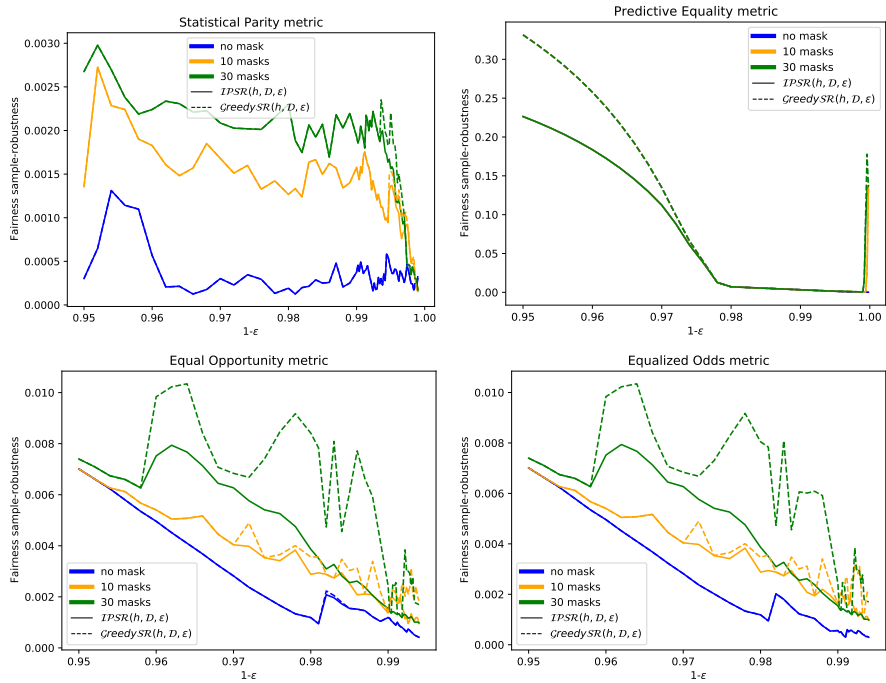 Statistical Parity metric
Fairness sample-robustness
0.0030
0.0025
0.0020
0.0015
0.0010
0.0005
0.0000
no mask
10 masks
30 masks
ℐ𝒫𝒮ℛ(h, 𝒟, ε)
𝒢reedy𝒮ℛ(h, 𝒟, ε)
0.95 0.96 0.97 0.98 0.99 1.00
1-ε
Predictive Equality metric
Fairness sample-robustness
0.30
0.25
0.20
0.15
0.10
0.05
0.00
no mask
10 masks
30 masks
ℐ𝒫𝒮ℛ(h, 𝒟, ε)
𝒢reedy𝒮ℛ(h, 𝒟, ε)
0.95 0.96 0.97 0.98 0.99 1.00
1-ε
Equal Opportunity metric
Fairness sample-robustness
0.010
0.008
0.006
0.004
0.002
0.000
no mask
10 masks
30 masks
ℐ𝒫𝒮ℛ(h, 𝒟, ε)
𝒢reedy𝒮ℛ(h, 𝒟, ε)
0.95 0.96 0.97 0.98 0.99
1-ε
Equalized Odds metric
Fairness sample-robustness
0.010
0.008
0.006
0.004
0.002
0.000
no mask
10 masks
30 masks
ℐ𝒫𝒮ℛ(h, 𝒟, ε)
𝒢reedy𝒮ℛ(h, 𝒟, ε)
0.95 0.96 0.97 0.98 0.99
1-ε